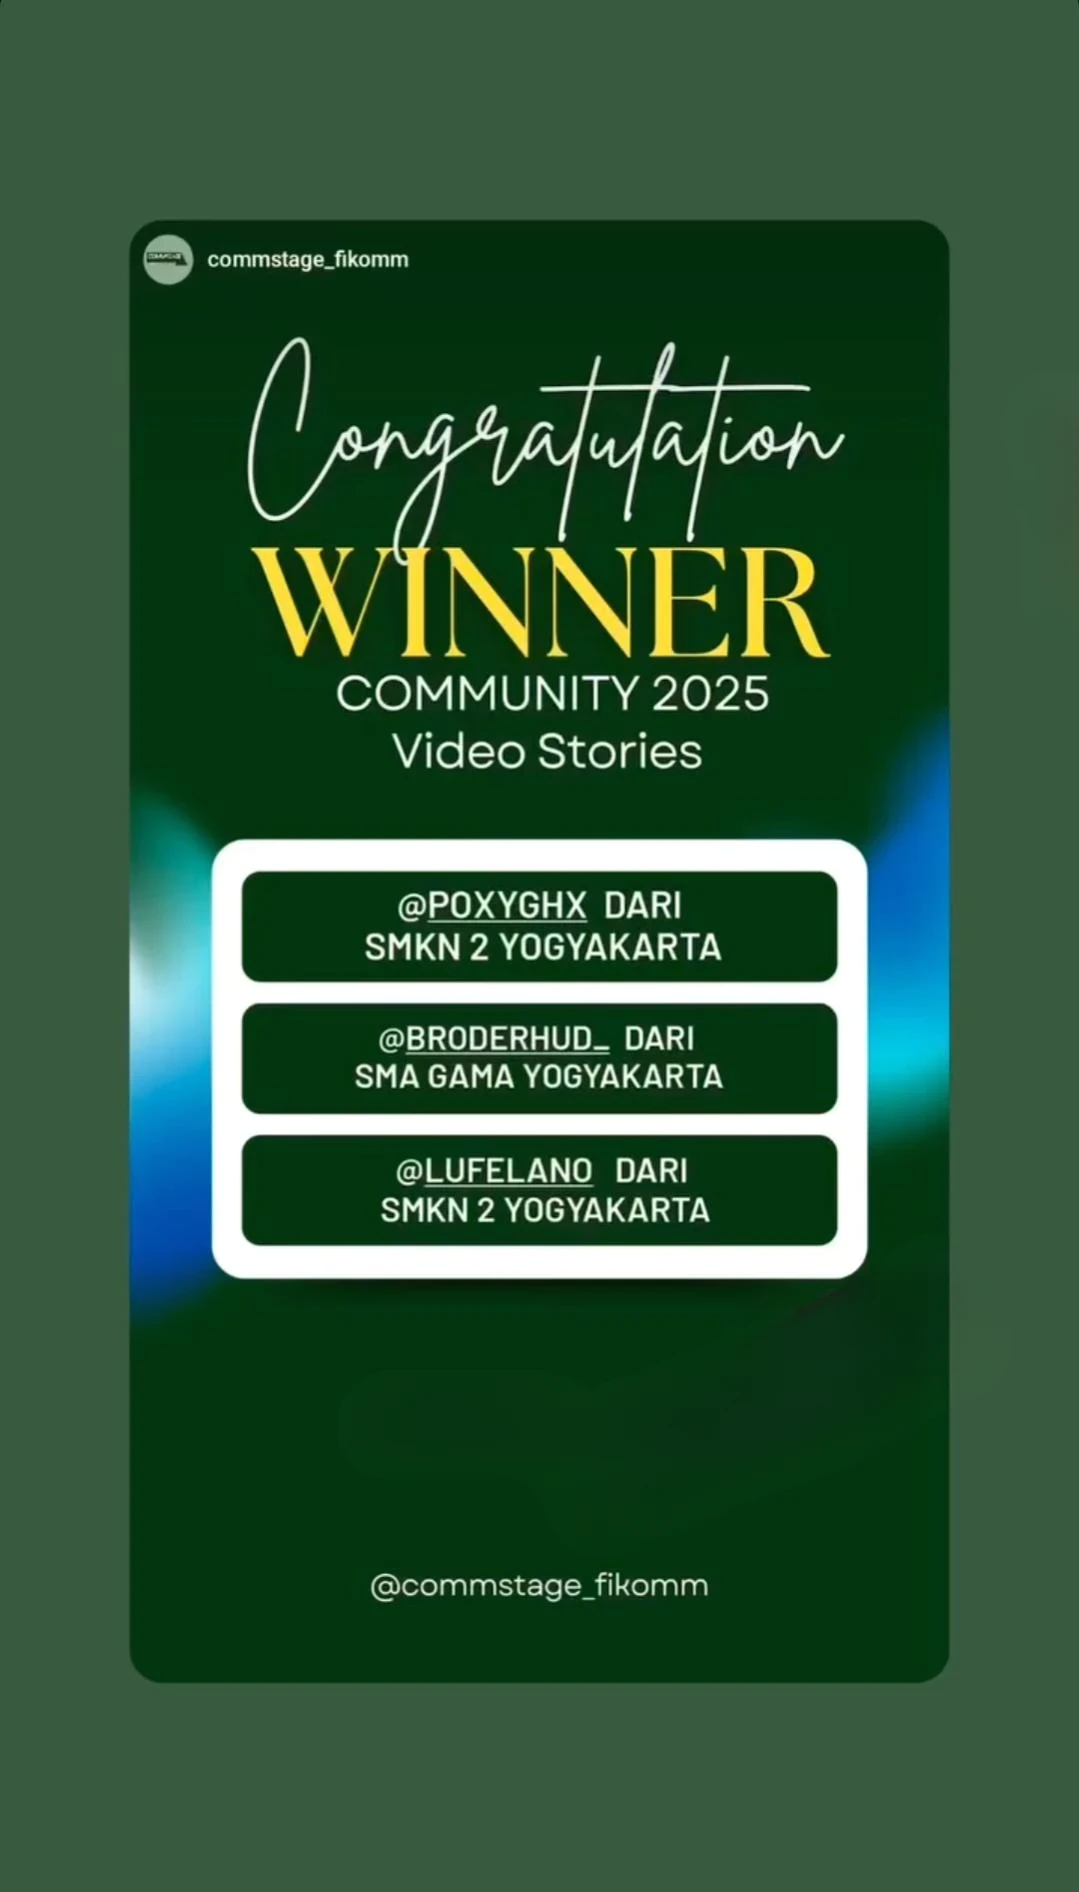 commstage_fikomm
Congratulation
WINNER
COMMUNITY 2025
Video Stories
@POXYGHX DARI
SMKN 2 YOGYAKARTA
@BRODERHUD_ DARI
SMA GAMA YOGYAKARTA
@LUFELANO DARI
SMKN 2 YOGYAKARTA
@commstage_fikomm